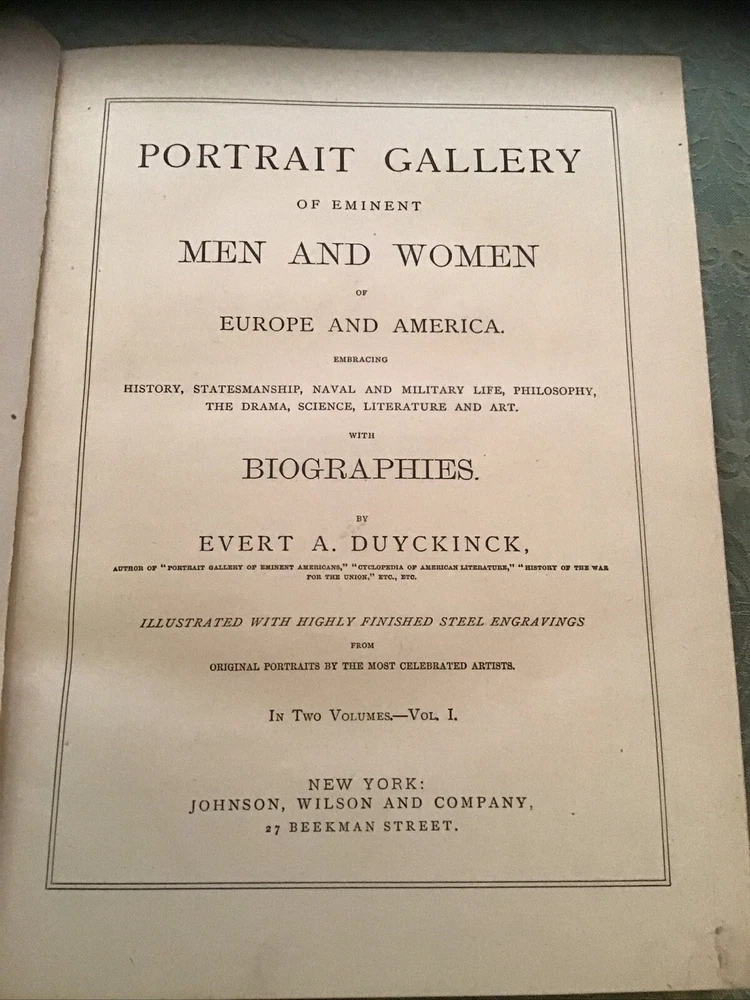 PORTRAIT GALLERY
OF EMINENT
MEN AND WOMEN
OF
EUROPE AND AMERICA.
EMBRACING
HISTORY, STATESMANSHIP, NAVAL AND MILITARY LIFE, PHILOSOPHY,
THE DRAMA, SCIENCE, LITERATURE AND ART.
WITH
BIOGRAPHIES.
BY
EVERT A. DUYCKINCK,
AUTHOR OF "PORTRAIT GALLERY OF EMINENT AMERICANS," "CYCLOPEDIA OF AMERICAN LITERATURE," "HISTORY OF THE WAR
FOR THE UNION," ETC., ETC.
ILLUSTRATED WITH HIGHLY FINISHED STEEL ENGRAVINGS
FROM
ORIGINAL PORTRAITS BY THE MOST CELEBRATED ARTISTS.
IN TWO VOLUMES.—VOL. I.
NEW YORK:
JOHNSON, WILSON AND COMPANY,
27 BEEKMAN STREET.